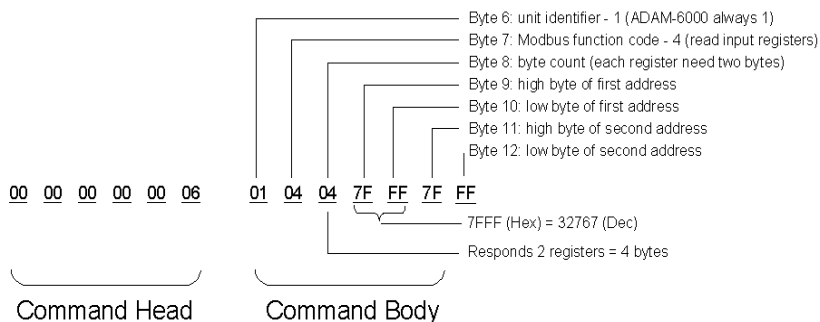 Byte 6: unit identifier - 1 (ADAM-6000 always 1)
Byte 7: Modbus function code - 4 (read input registers)
Byte 8: byte count (each register need two bytes)
Byte 9: high byte of first address
Byte 10: low byte of first address
Byte 11: high byte of second address
Byte 12: low byte of second address
00 00 00 00 00 06 01 04 04 7F FF 7F FF
7FFF (Hex) = 32767 (Dec)
Responds 2 registers = 4 bytes
Command Head Command Body